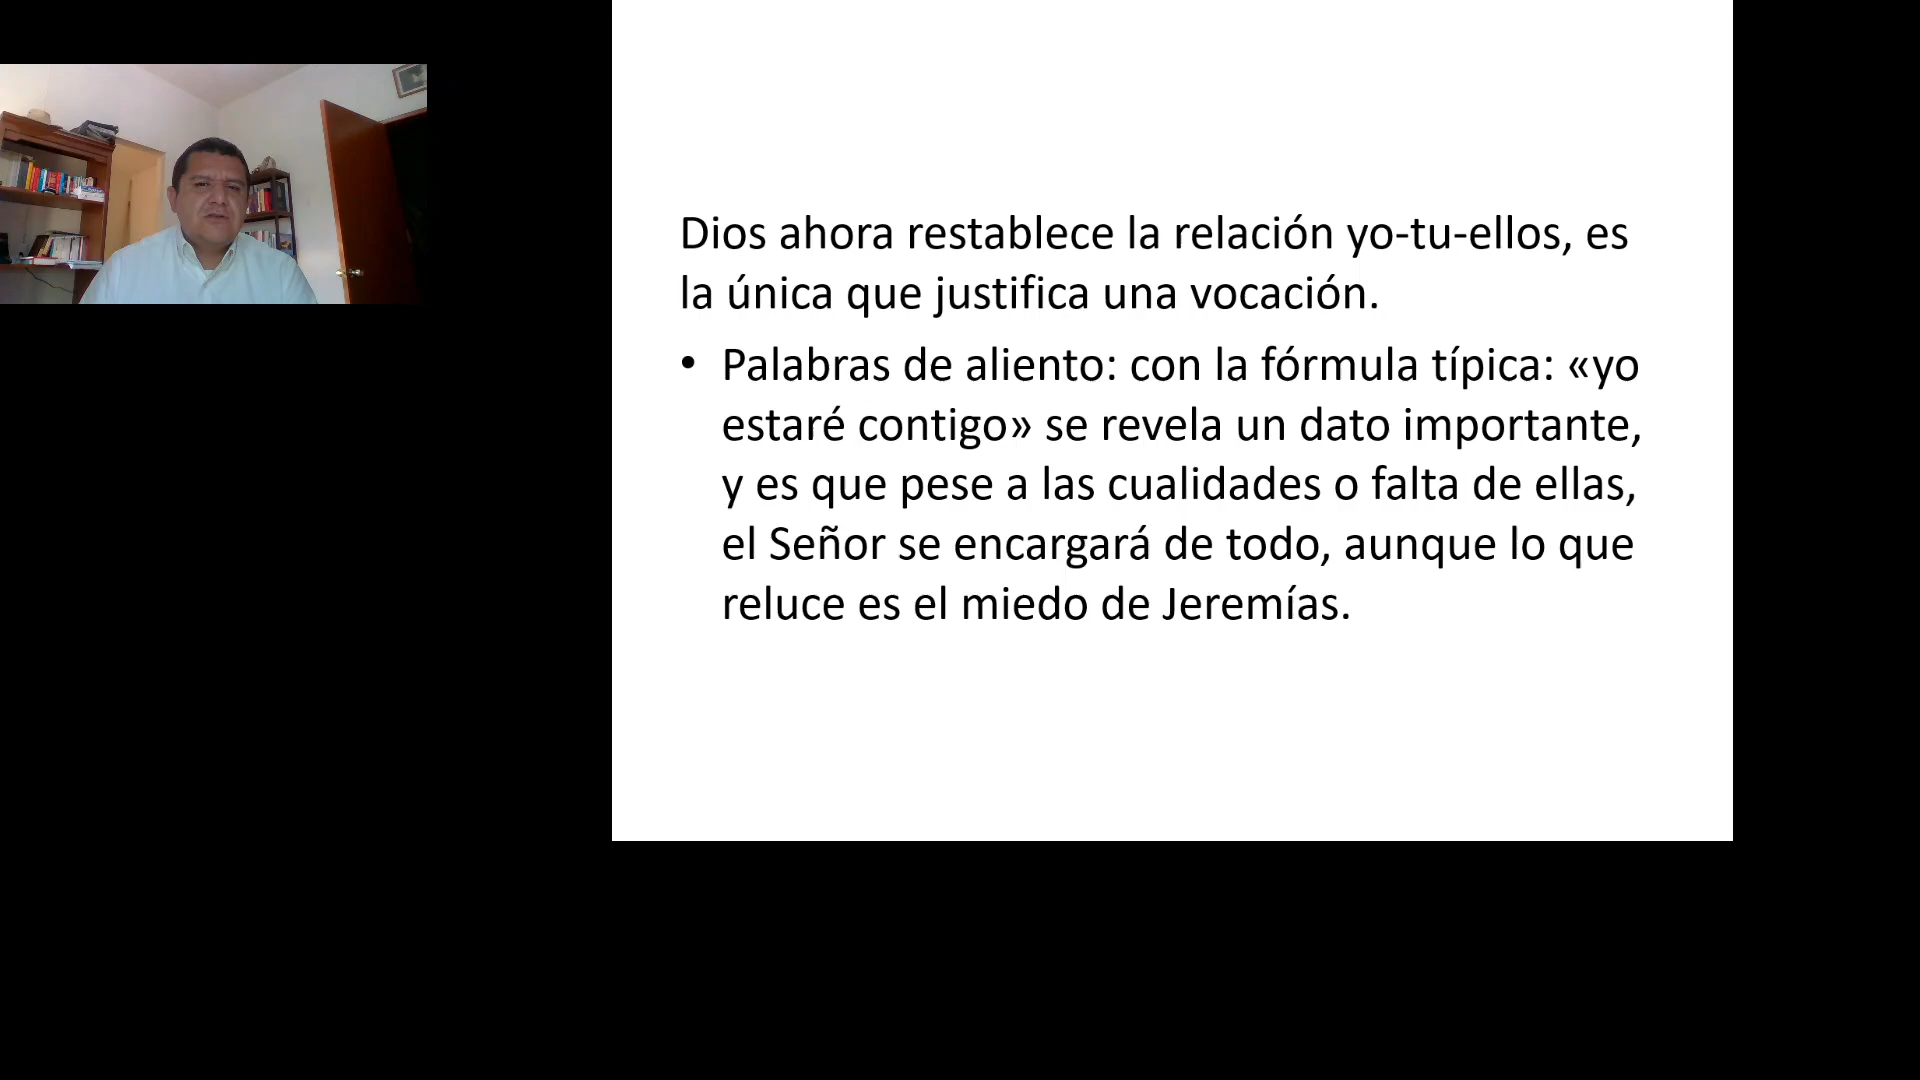 Dios ahora restablece la relación yo-tu-ellos, es
la única que justifica una vocación.
• Palabras de aliento: con la fórmula típica: «yo
estaré contigo» se revela un dato importante,
y es que pese a las cualidades o falta de ellas,
el Señor se encargará de todo, aunque lo que
reluce es el miedo de Jeremías.